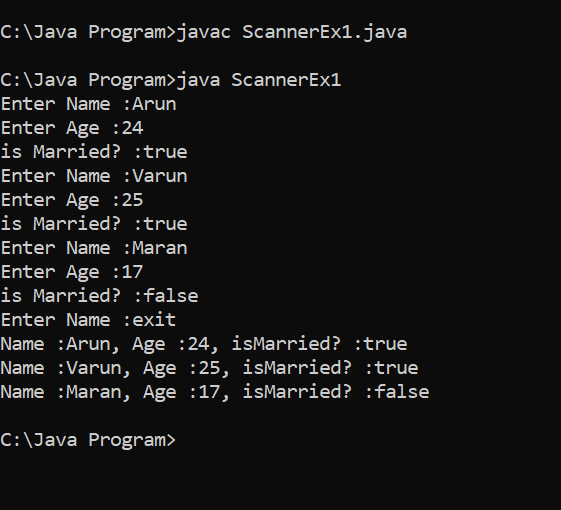 C:\Java Program>javac ScannerEx1.java
C:\Java Program>java ScannerEx1
Enter Name :Arun
Enter Age :24
is Married? :true
Enter Name :Varun
Enter Age :25
is Married? :true
Enter Name :Maran
Enter Age :17
is Married? :false
Enter Name :exit
Name :Arun, Age :24, isMarried? :true
Name :Varun, Age :25, isMarried? :true
Name :Maran, Age :17, isMarried? :false
C:\Java Program>